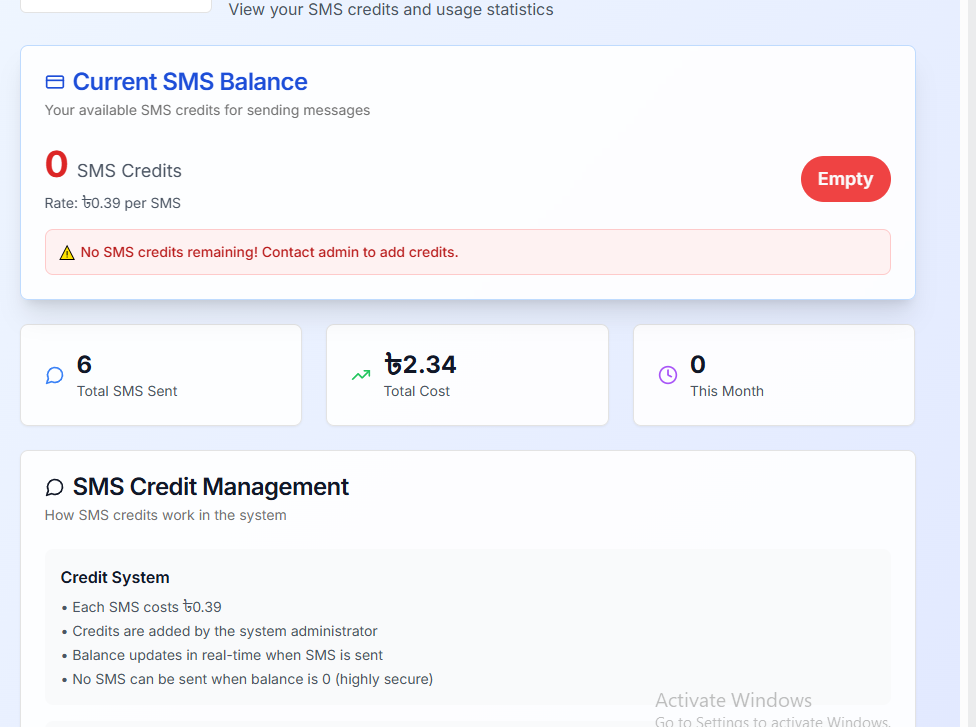 View your SMS credits and usage statistics
Current SMS Balance
Your available SMS credits for sending messages
0 SMS Credits
Empty
Rate: ৳0.39 per SMS
No SMS credits remaining! Contact admin to add credits.
6
Total SMS Sent
৳2.34
Total Cost
0
This Month
SMS Credit Management
How SMS credits work in the system
Credit System
• Each SMS costs ৳0.39
• Credits are added by the system administrator
• Balance updates in real-time when SMS is sent
• No SMS can be sent when balance is 0 (highly secure)
Activate Windows
Go to Settings to activate Windows.